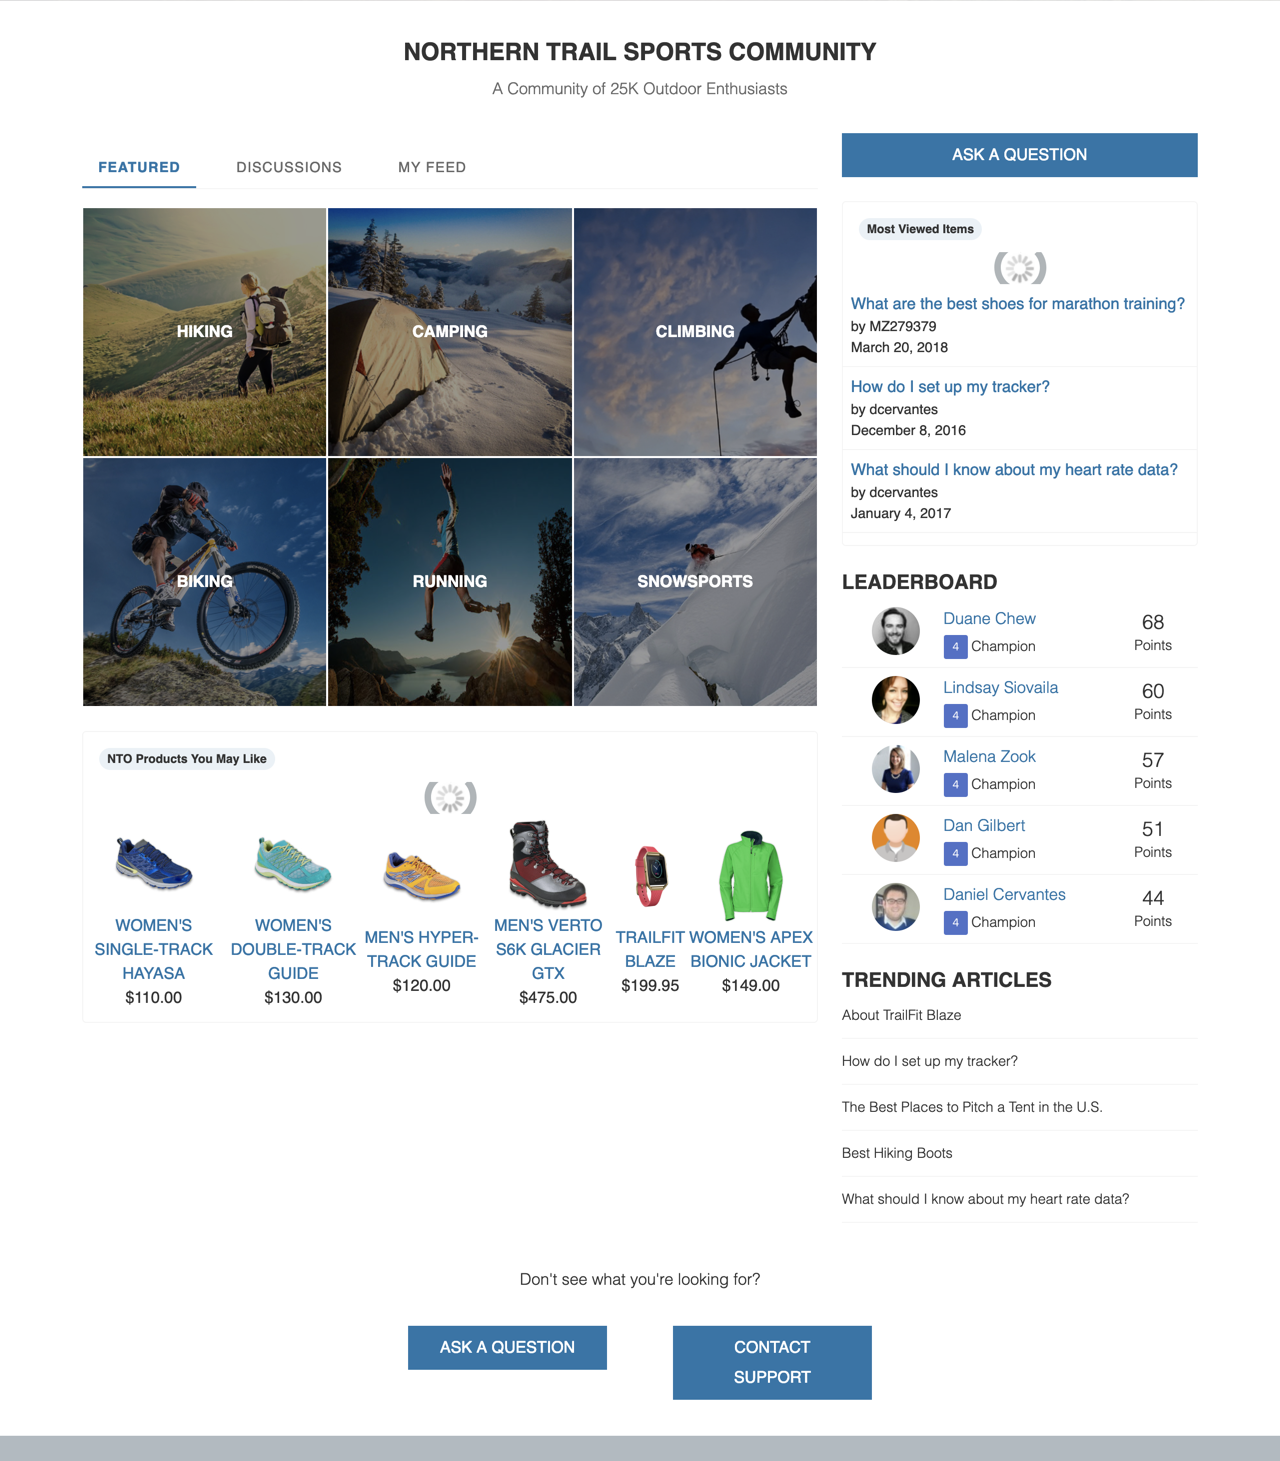 NORTHERN TRAIL SPORTS COMMUNITY
A Community of 25K Outdoor Enthusiasts
FEATURED
DISCUSSIONS
MY FEED
HIKING
CAMPING
CLIMBING
BIKING
RUNNING
SNOWSPORTS
NTO Products You May Like
WOMEN'S
SINGLE-TRACK
HAYASA
$110.00
WOMEN'S
DOUBLE-TRACK
GUIDE
$130.00
MEN'S HYPER-
TRACK GUIDE
$120.00
MEN'S VERTO
S6K GLACIER
GTX
$475.00
TRAILFIT
BLAZE
$199.95
WOMEN'S APEX
BIONIC JACKET
$149.00
ASK A QUESTION
Most Viewed Items
What are the best shoes for marathon training?
by MZ279379
March 20, 2018
How do I set up my tracker?
by dcervantes
December 8, 2016
What should I know about my heart rate data?
by dcervantes
January 4, 2017
LEADERBOARD
Duane Chew
4 Champion
68
Points
Lindsay Siovaila
4 Champion
60
Points
Malena Zook
4 Champion
57
Points
Dan Gilbert
4 Champion
51
Points
Daniel Cervantes
4 Champion
44
Points
TRENDING ARTICLES
About TrailFit Blaze
How do I set up my tracker?
The Best Places to Pitch a Tent in the U.S.
Best Hiking Boots
What should I know about my heart rate data?
Don't see what you're looking for?
ASK A QUESTION
CONTACT
SUPPORT